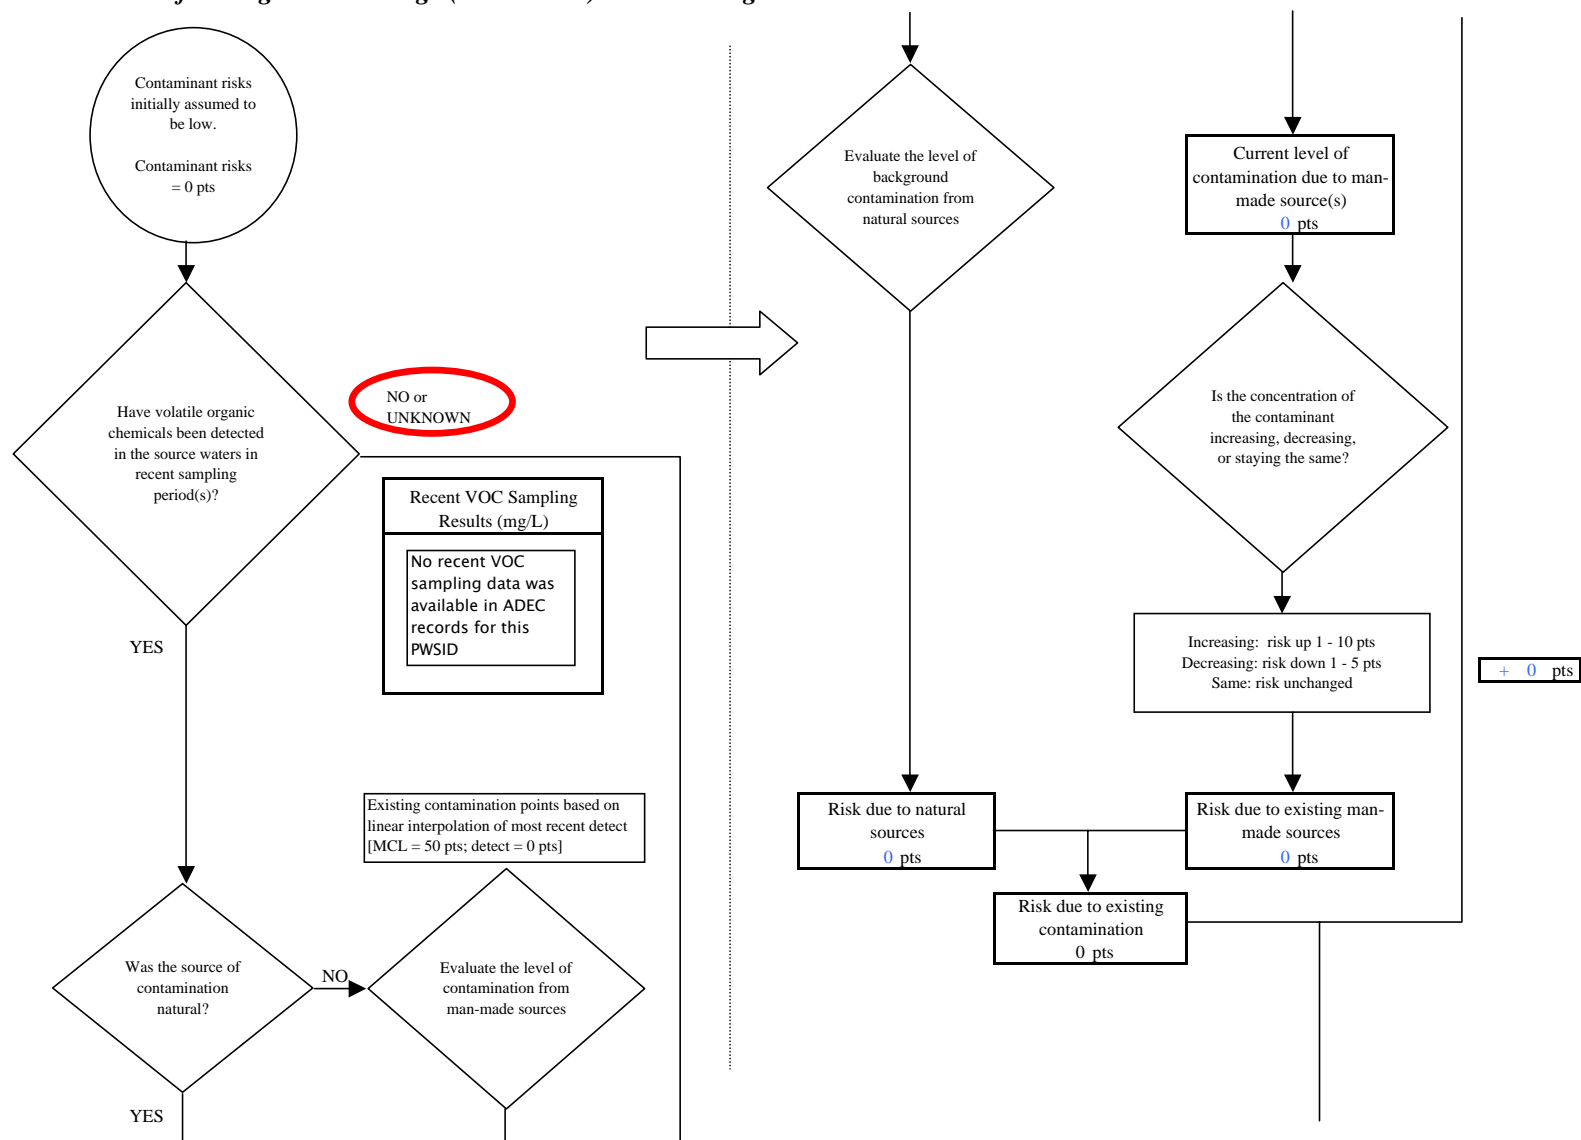 Contaminant risks
initially assumed to
be low.
Contaminant risks
= 0 pts
Have volatile organic
chemicals been detected
in the source waters in
recent sampling
period(s)?
NO or
UNKNOWN
Recent VOC Sampling
Results (mg/L)
No recent VOC
sampling data was
available in ADEC
records for this
PWSID
YES
Existing contamination points based on
linear interpolation of most recent detect
[MCL = 50 pts; detect = 0 pts]
Was the source of
contamination
natural?
NO
Evaluate the level of
contamination from
man-made sources
YES
Evaluate the level of
background
contamination from
natural sources
Current level of
contamination due to man-
made source(s)
0 pts
Is the concentration of
the contaminant
increasing, decreasing,
or staying the same?
Increasing: risk up 1 - 10 pts
Decreasing: risk down 1 - 5 pts
Same: risk unchanged
+ 0 pts
Risk due to natural
sources
0 pts
Risk due to existing man-
made sources
0 pts
Risk due to existing
contamination
0 pts